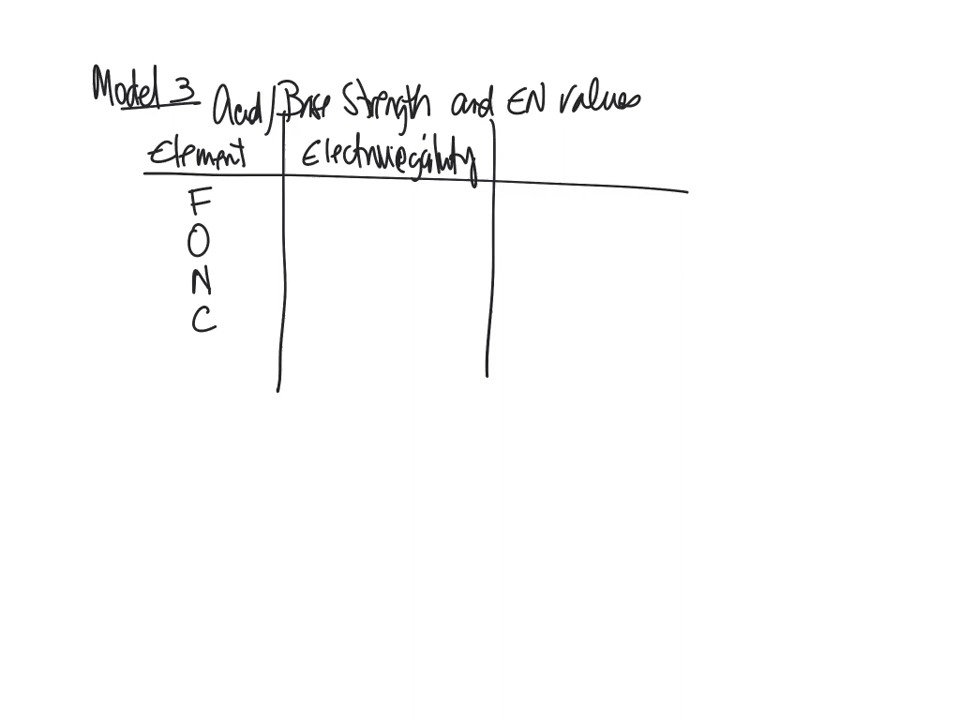 Model 3 Acid/Base Strength and EN values
Element Electronegativity
F
O
N
C